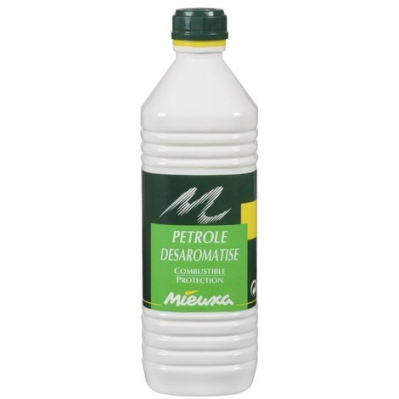 M
PETROLE
DESAROMATISE
COMBUSTIBLE
PROTECTION
Mieuxa